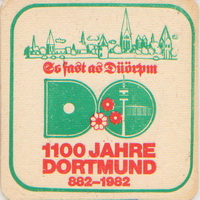 So fast as Düörpm
DO
1100 JAHRE
DORTMUND
882-1982